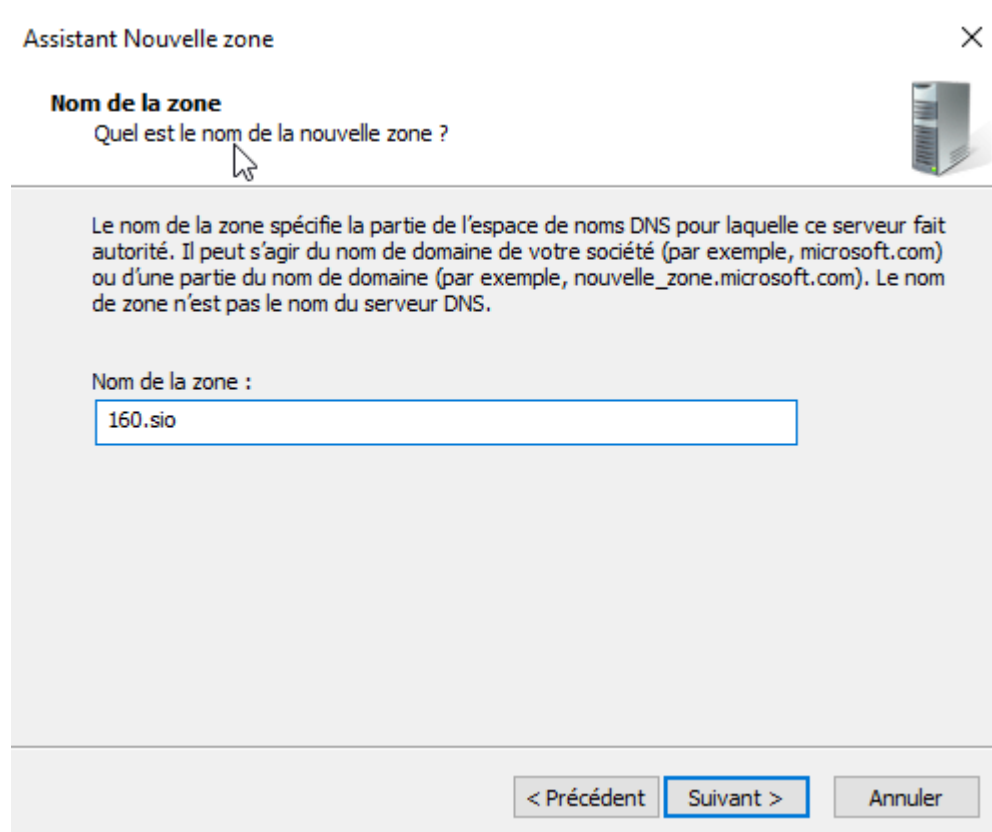 Assistant Nouvelle zone
Nom de la zone
Quel est le nom de la nouvelle zone ?
Le nom de la zone spécifie la partie de l’espace de noms DNS pour laquelle ce serveur fait
autorité. Il peut s’agir du nom de domaine de votre société (par exemple, microsoft.com)
ou d’une partie du nom de domaine (par exemple, nouvelle_zone.microsoft.com). Le nom
de zone n’est pas le nom du serveur DNS.
Nom de la zone :
160.sio
< Précédent Suivant > Annuler